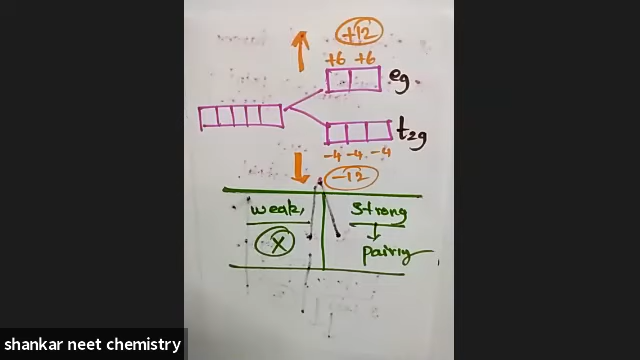 +12
+6 +6
eg
t2g
-4 -4 -4
-12
weak, strong
X pairing
shankar neet chemistry